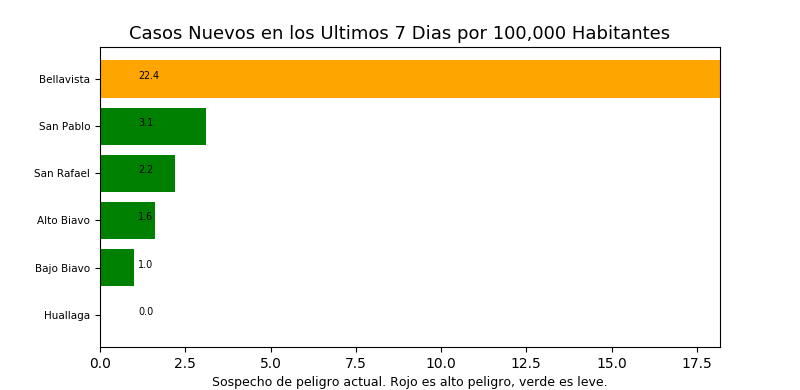 Casos Nuevos en los Ultimos 7 Dias por 100,000 Habitantes
Bellavista 22.4
San Pablo 3.1
San Rafael 2.2
Alto Biavo 1.6
Bajo Biavo 1.0
Huallaga 0.0
0.0 2.5 5.0 7.5 10.0 12.5 15.0 17.5
Sospecho de peligro actual. Rojo es alto peligro, verde es leve.